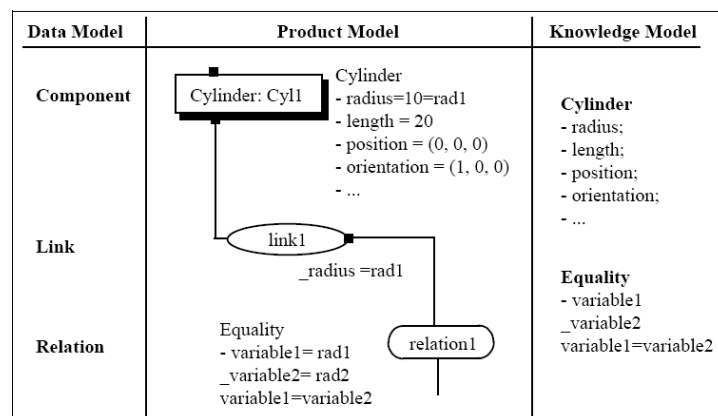 Data Model
Product Model
Knowledge Model
Component
Cylinder: Cyl1
Cylinder
- radius=10=rad1
- length = 20
- position = (0, 0, 0)
- orientation = (1, 0, 0)
- ...
Cylinder
- radius;
- length;
- position;
- orientation;
- ...
Link
link1
_radius =rad1
Equality
- variable1
_variable2
variable1=variable2
Relation
Equality
- variable1= rad1
_variable2= rad2
variable1=variable2
relation1